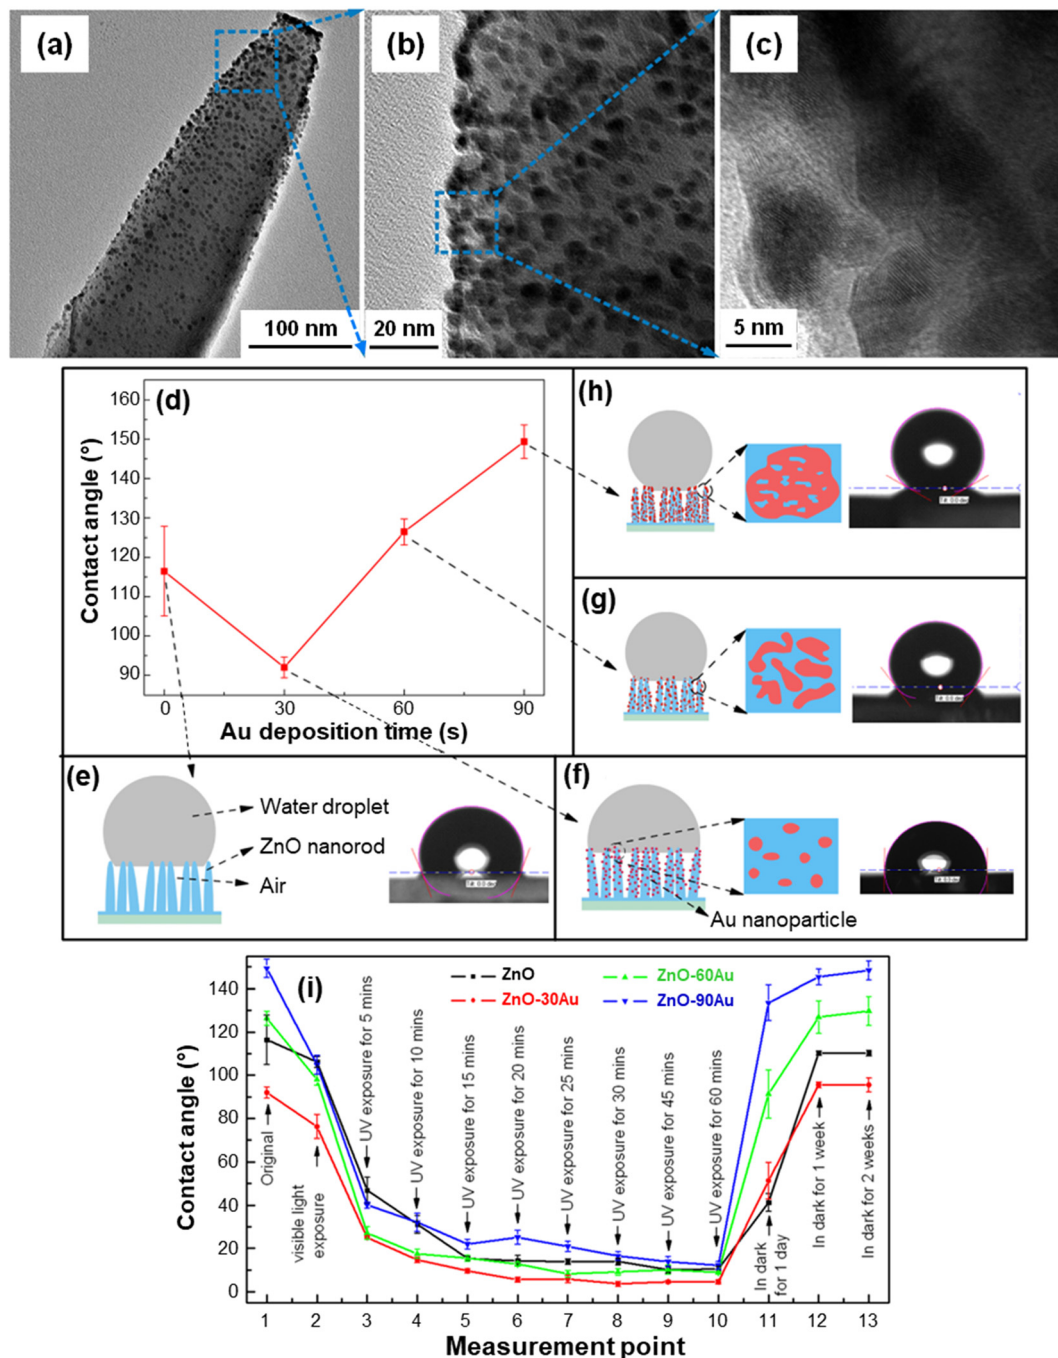 (a)
(b)
(c)
100 nm
20 nm
5 nm
(d)
160
150
140
130
120
110
100
90
Contact angle (°)
0
30
60
90
Au deposition time (s)
(h)
(g)
(e)
Water droplet
ZnO nanorod
Air
(f)
Au nanoparticle
(i)
ZnO
ZnO-60Au
ZnO-30Au
ZnO-90Au
140
120
100
80
60
40
20
0
Contact angle (°)
Original
visible light
exposure
UV exposure for 5 mins
UV exposure for 10 mins
UV exposure for 15 mins
UV exposure for 20 mins
UV exposure for 25 mins
UV exposure for 30 mins
UV exposure for 45 mins
UV exposure for 60 mins
In dark
for 1 day
In dark for 1 week
In dark for 2 weeks
1 2 3 4 5 6 7 8 9 10 11 12 13
Measurement point